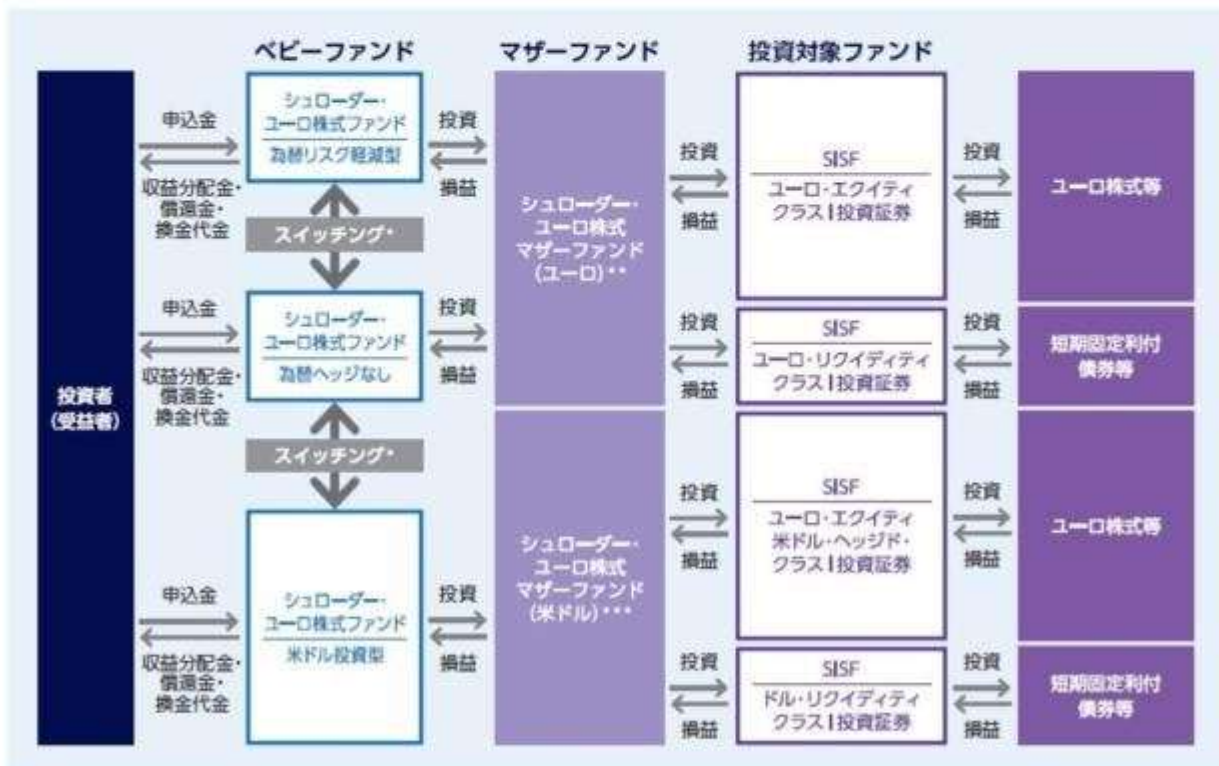 ベビーファンド
マザーファンド
投資対象ファンド
投資者
(受益者)
申込金
収益分配金・
償還金・
換金代金
シュローダー・
ユーロ株式ファンド
為替リスク軽減型
投資
損益
スイッチング*
申込金
収益分配金・
償還金・
換金代金
シュローダー・
ユーロ株式ファンド
為替ヘッジなし
投資
損益
スイッチング*
申込金
収益分配金・
償還金・
換金代金
シュローダー・
ユーロ株式ファンド
米ドル投資型
投資
損益
シュローダー・
ユーロ株式
マザーファンド
(ユーロ)**
投資
損益
SISF
ユーロ・エクイティ
クラスI投資証券
投資
損益
ユーロ株式等
投資
損益
SISF
ユーロ・リクイディティ
クラスI投資証券
投資
損益
短期固定利付
債券等
シュローダー・
ユーロ株式
マザーファンド
(米ドル)***
投資
損益
SISF
ユーロ・エクイティ
米ドル・ヘッジド・
クラスI投資証券
投資
損益
ユーロ株式等
投資
損益
SISF
ドル・リクイディティ
クラスI投資証券
投資
損益
短期固定利付
債券等